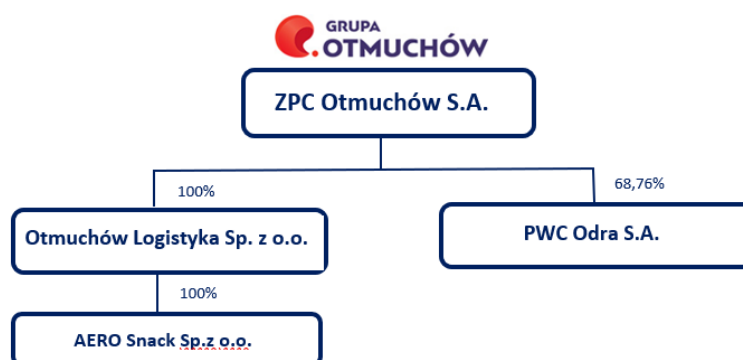 GRUPA
OTMUCHÓW
ZPC Otmuchów S.A.
100%
68,76%
Otmuchów Logistyka Sp. z o.o.
PWC Odra S.A.
100%
AERO Snack Sp.z o.o.